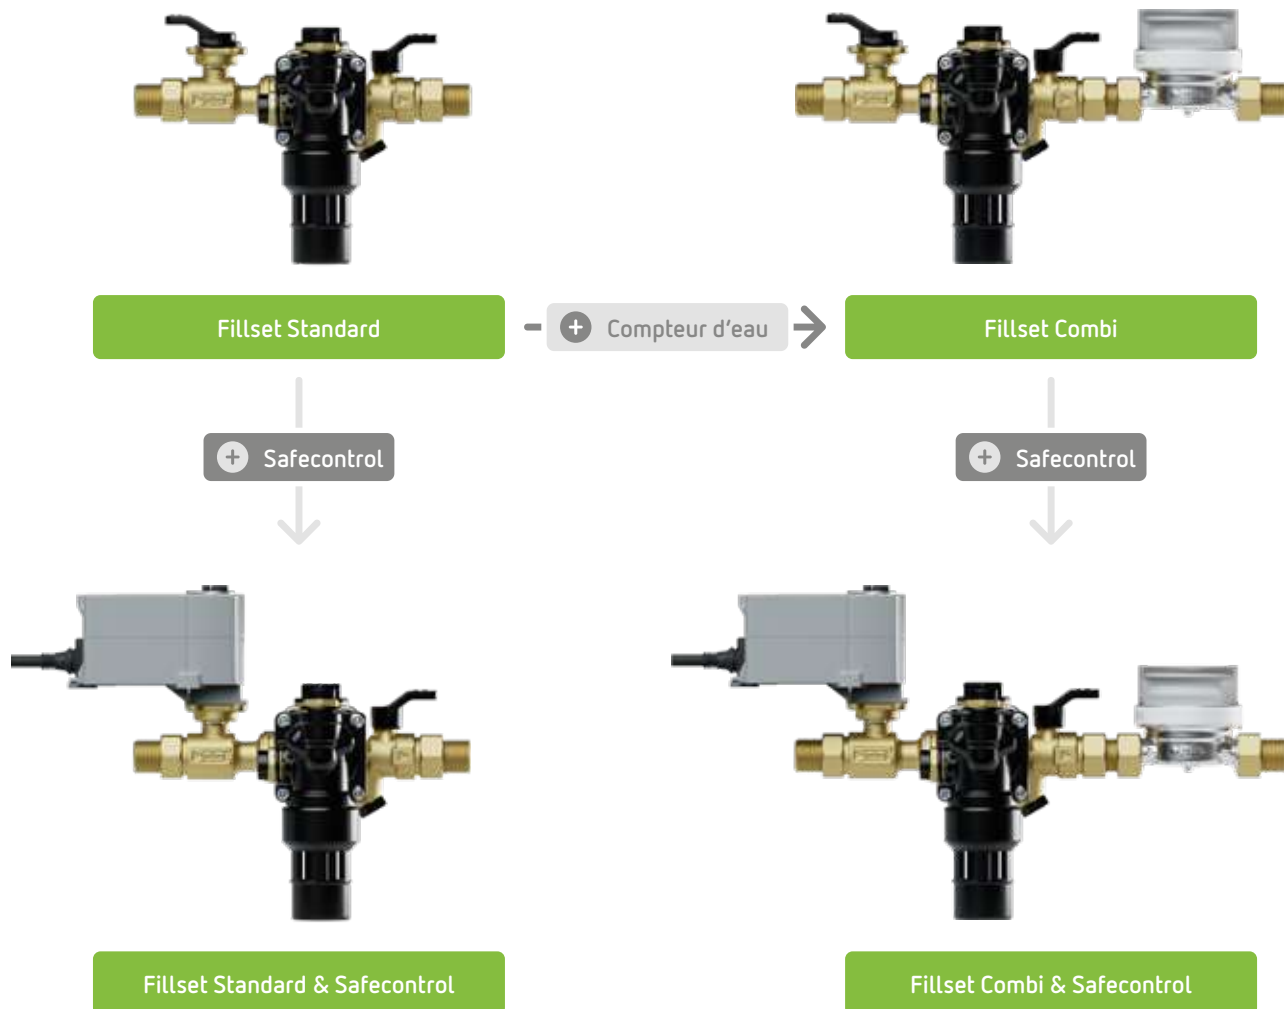 Fillset Standard
+ Compteur d'eau
Fillset Combi
+ Safecontrol
+ Safecontrol
Fillset Standard & Safecontrol
Fillset Combi & Safecontrol